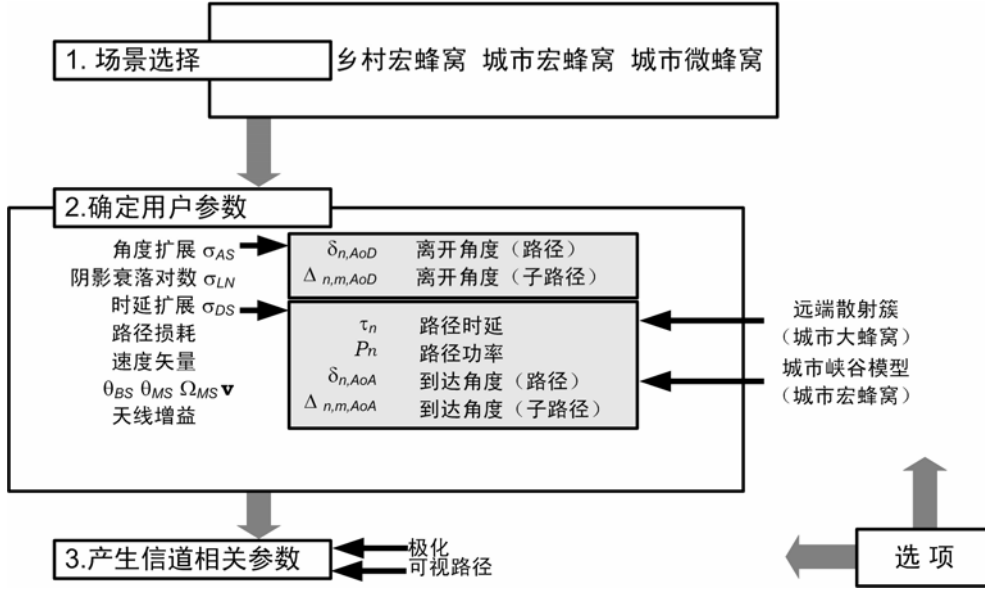 1. 场景选择
乡村宏蜂窝 城市宏蜂窝 城市微蜂窝
2.确定用户参数
角度扩展 σAS
阴影衰落对数 σLN
时延扩展 σDS
路径损耗
速度矢量
θBS θMS ΩMS v
天线增益
δn,AoD 离开角度（路径）
Δ n,m,AoD 离开角度（子路径）
τn 路径时延
Pn 路径功率
δn,AoA 到达角度（路径）
Δ n,m,AoA 到达角度（子路径）
远端散射簇
（城市大蜂窝）
城市峡谷模型
（城市宏蜂窝）
3.产生信道相关参数
极化
可视路径
选 项